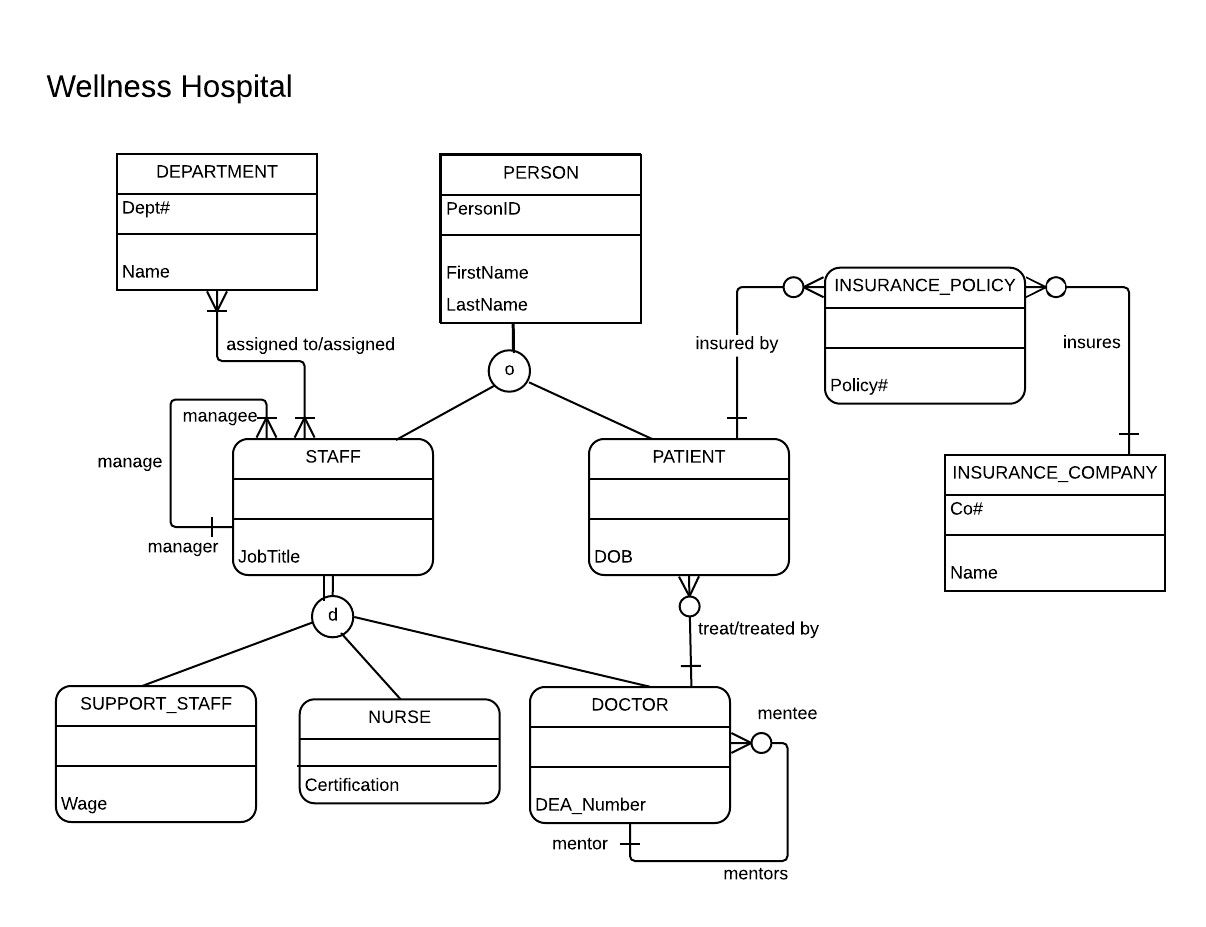 Wellness Hospital
DEPARTMENT
Dept#
Name
PERSON
PersonID
FirstName
LastName
INSURANCE_POLICY
Policy#
insured by
insures
assigned to/assigned
managee
manage
manager
STAFF
JobTitle
o
PATIENT
DOB
INSURANCE_COMPANY
Co#
Name
d
treat/treated by
SUPPORT_STAFF
Wage
NURSE
Certification
DOCTOR
DEA_Number
mentee
mentor
mentors